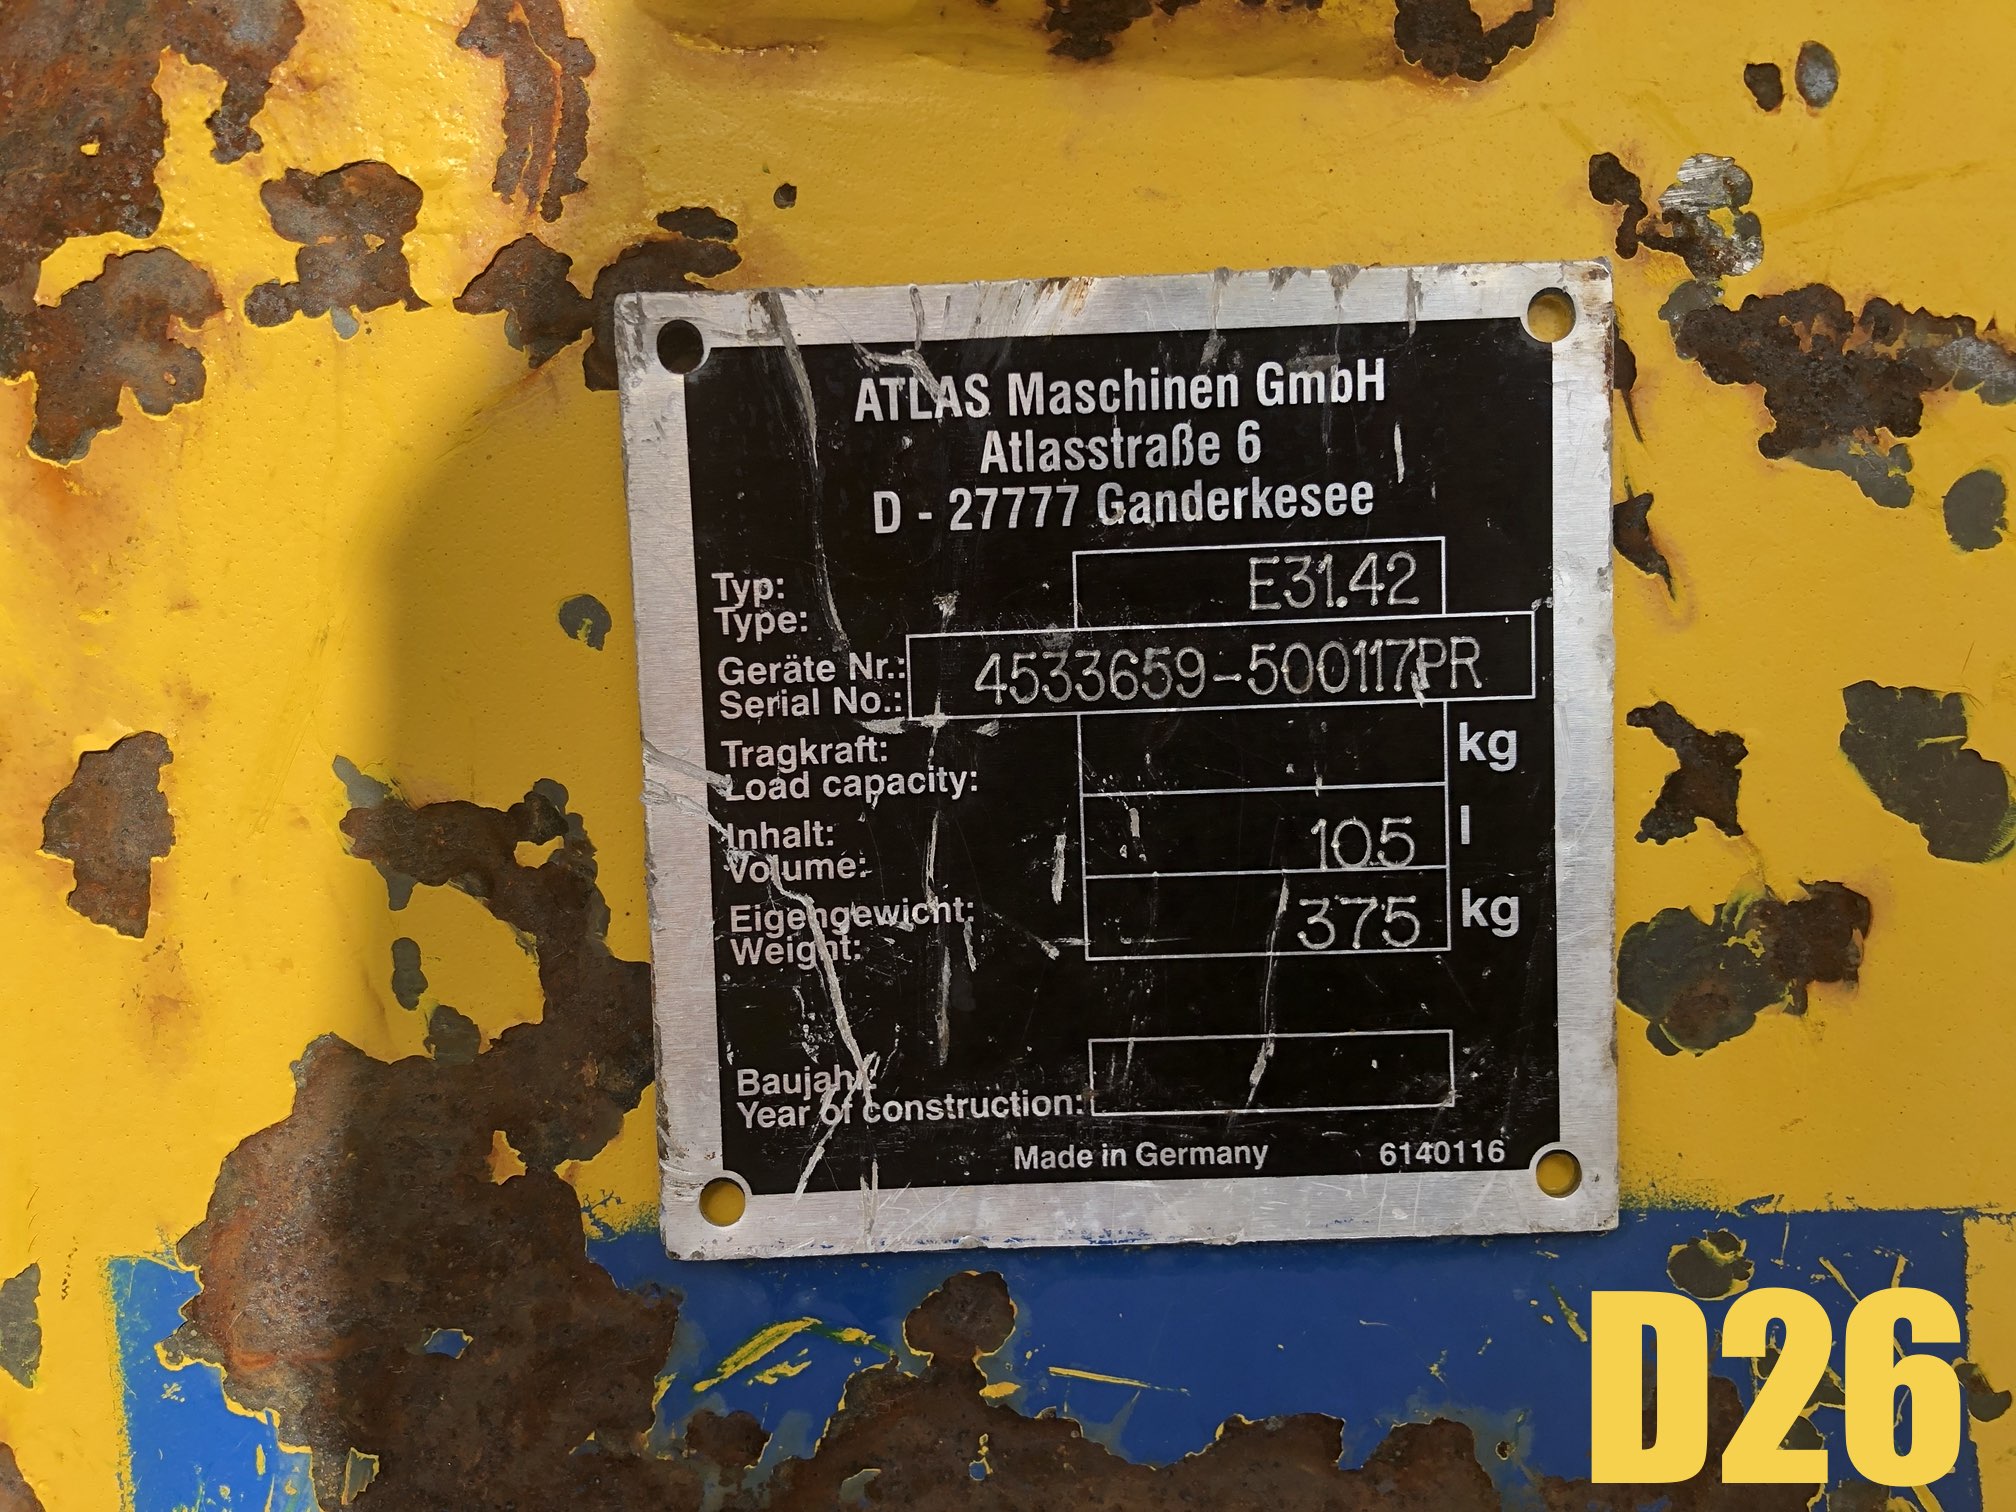 ATLAS Maschinen GmbH
Atlasstraße 6
D - 27777 Ganderkesee
Typ:
Type:
E31.42
Geräte Nr.:
Serial No.:
4533659-500117PR
Tragkraft:
Load capacity:
kg
Inhalt:
Volume:
105 l
Eigengewicht:
Weight:
375 kg
Baujahr:
Year of construction:
Made in Germany 6140116
D26